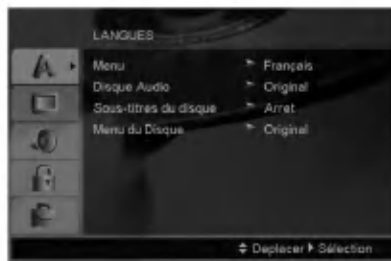 LANGUES
Menu Français
Disque Audio Original
Sous-titres du disque Arret
Menu du Disque Original
Deplacer Sélection